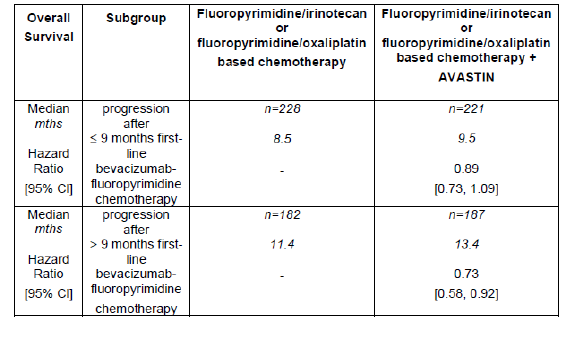 Overall Survival
Subgroup
Fluoropyrimidine/irinotecan
or
fluoropyrimidine/oxaliplatin
based chemotherapy
Fluoropyrimidine/irinotecan
or
fluoropyrimidine/oxaliplatin
based chemotherapy +
AVASTIN
Median
mths
Hazard
Ratio
[95% CI]
progression
after
≤ 9 months first-
line
bevacizumab-
fluoropyrimidine
chemotherapy
n=228
8.5
-
n=221
9.5
0.89
[0.73, 1.09]
Median
mths
Hazard
Ratio
[95% CI]
progression
after
> 9 months first-
line
bevacizumab-
fluoropyrimidine
chemotherapy
n=182
11.4
-
n=187
13.4
0.73
[0.58, 0.92]